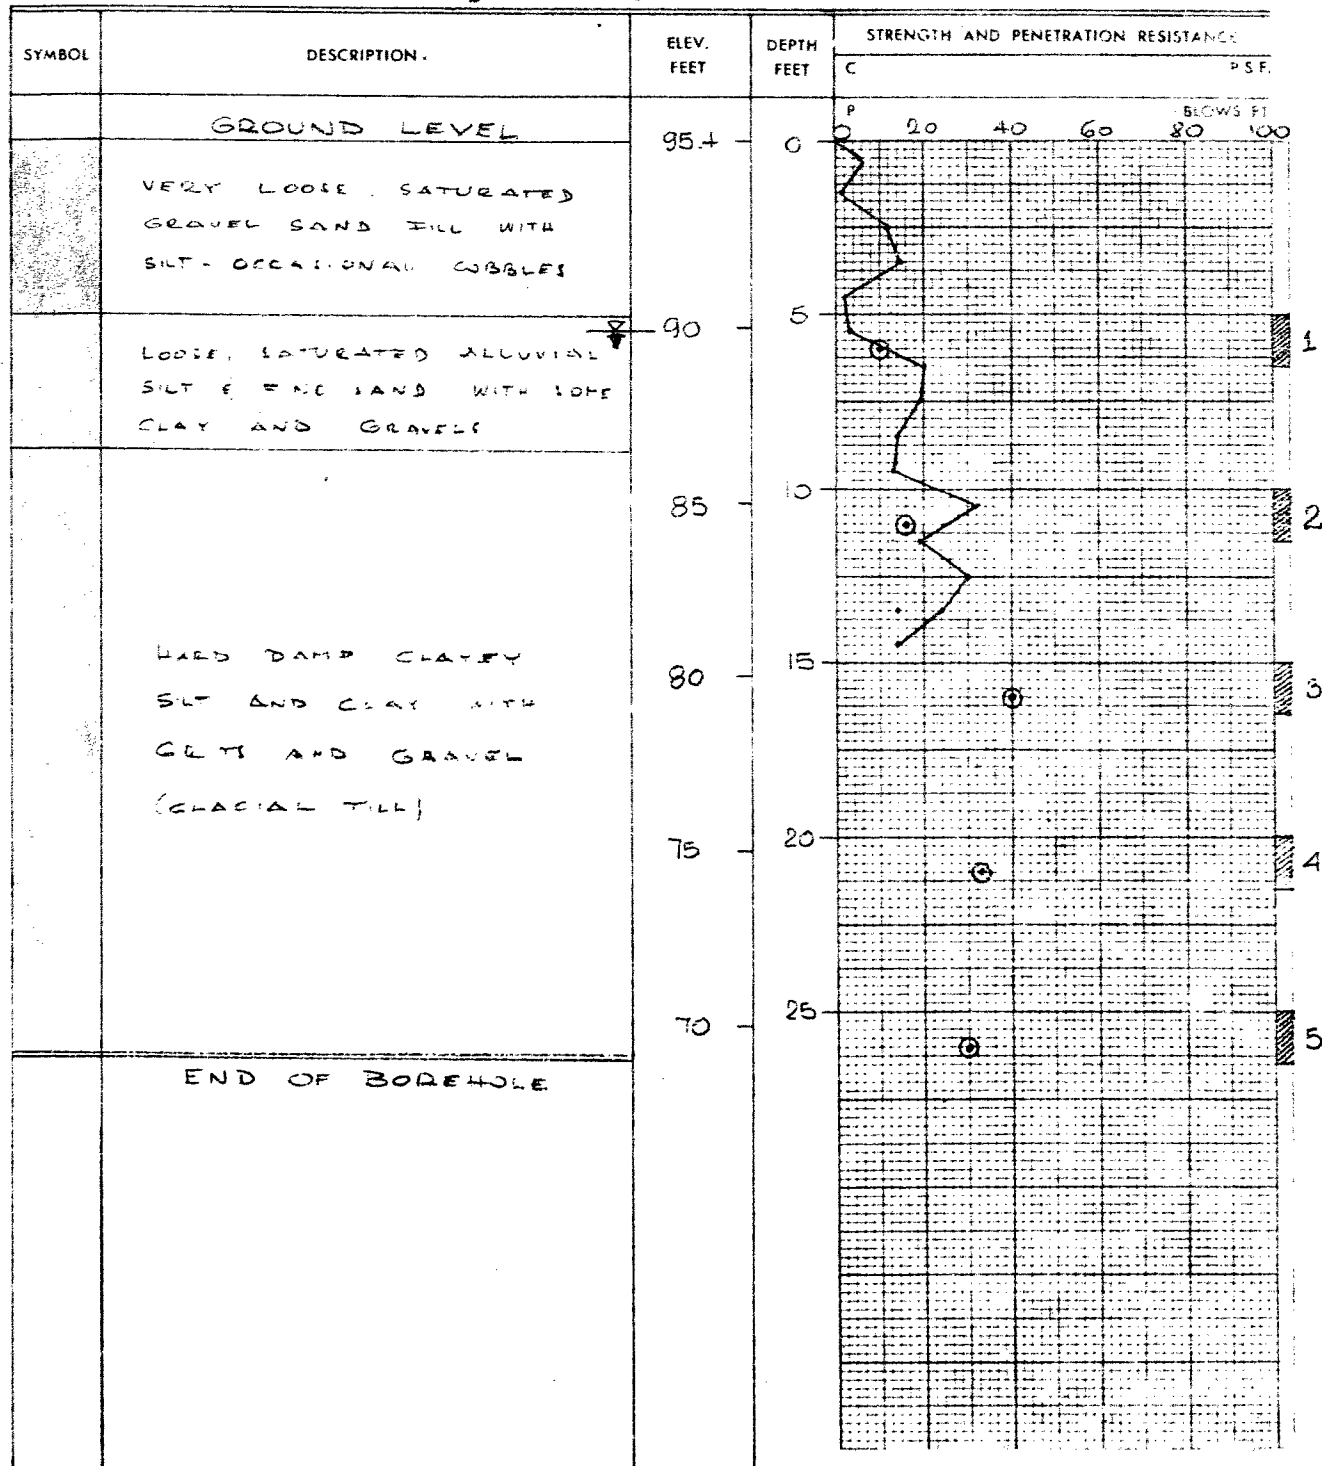 SYMBOL
DESCRIPTION.
ELEV.
FEET
DEPTH
FEET
STRENGTH AND PENETRATION RESISTANCE
C
P.S.F.
P
BLOWS FT
0 20 40 60 80 100
GROUND LEVEL
95.4
0
VERY LOOSE, SATURATED
GRAVEL SAND FILL WITH
SILT - OCCASIONAL COBBLES
5
90
1
LOOSE, SATURATED ALLUVIAL
SILT & FINE SAND WITH SOME
CLAY AND GRAVELS
10
85
2
HARD DAMP CLAYEY
SILT AND CLAY WITH
GRITS AND GRAVEL
(GLACIAL TILL)
15
80
3
20
75
4
25
70
5
END OF BOREHOLE